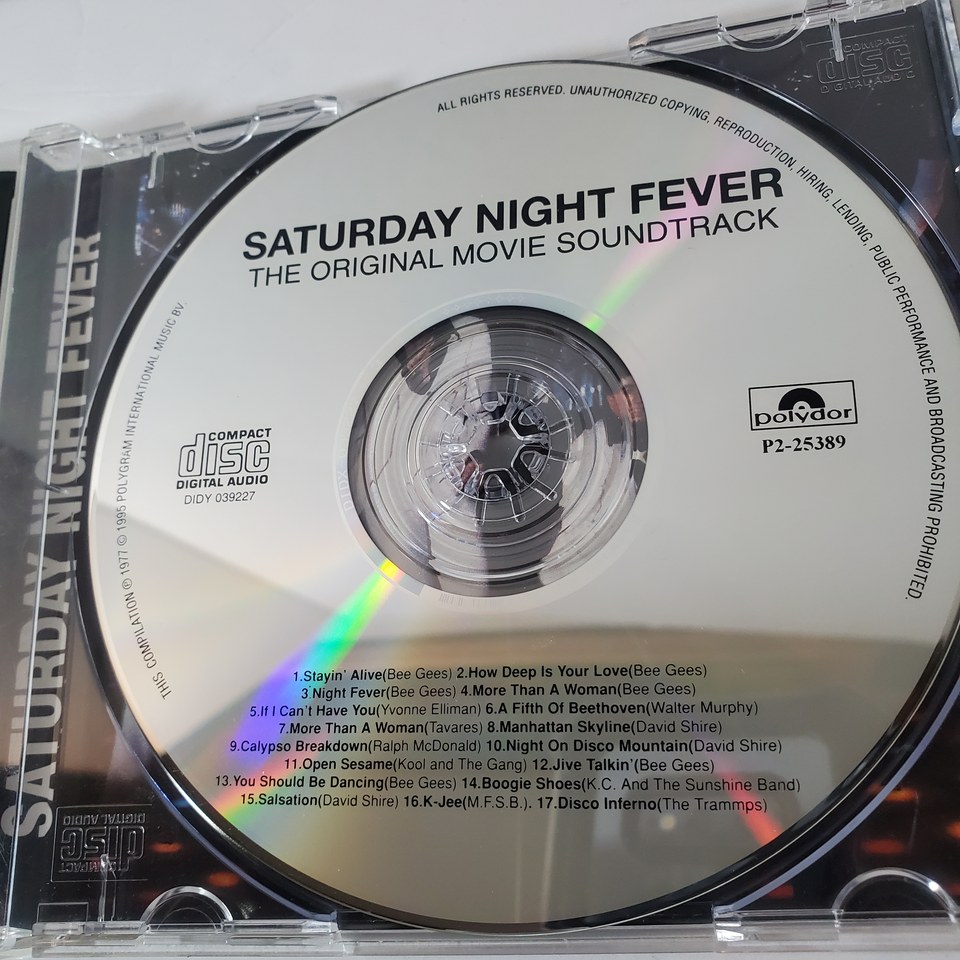 ALL RIGHTS RESERVED. UNAUTHORIZED COPYING, REPRODUCTION, HIRING, LENDING, PUBLIC PERFORMANCE AND BROADCASTING PROHIBITED.
SATURDAY NIGHT FEVER
THE ORIGINAL MOVIE SOUNDTRACK
SATURDAY NIGHT FEVER
THIS COMPILATION ℗ 1977 © 1995 POLYGRAM INTERNATIONAL MUSIC BV.
COMPACT
disc
DIGITAL AUDIO
DIDY 039227
polydor
P2-25389
1.Stayin' Alive(Bee Gees) 2.How Deep Is Your Love(Bee Gees)
3.Night Fever(Bee Gees) 4.More Than A Woman(Bee Gees)
5.If I Can't Have You(Yvonne Elliman) 6.A Fifth Of Beethoven(Walter Murphy)
7.More Than A Woman(Tavares) 8.Manhattan Skyline(David Shire)
9.Calypso Breakdown(Ralph McDonald) 10.Night On Disco Mountain(David Shire)
11.Open Sesame(Kool and The Gang) 12.Jive Talkin'(Bee Gees)
13.You Should Be Dancing(Bee Gees) 14.Boogie Shoes(K.C. And The Sunshine Band)
15.Salsation(David Shire) 16.K-Jee(M.F.S.B.). 17.Disco Inferno(The Trammps)
COMPACT
disc
DIGITAL AUDIO
COMPACT
disc
DIGITAL AUDIO